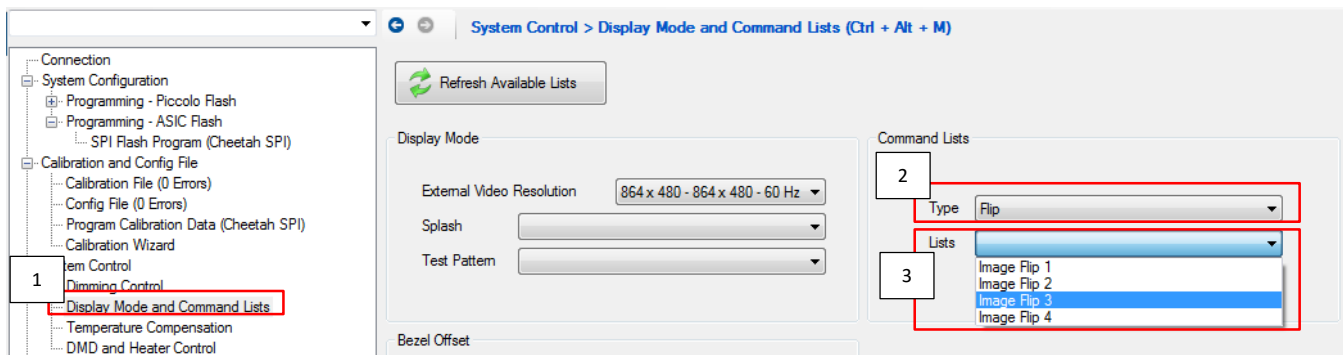 System Control > Display Mode and Command Lists (Ctrl + Alt + M)
Connection
System Configuration
Programming - Piccolo Flash
Programming - ASIC Flash
SPI Flash Program (Cheetah SPI)
Calibration and Config File
Calibration File (0 Errors)
Config File (0 Errors)
Program Calibration Data (Cheetah SPI)
Calibration Wizard
tem Control
Dimming Control
1
Display Mode and Command Lists
Temperature Compensation
DMD and Heater Control
Refresh Available Lists
Display Mode
External Video Resolution 864 x 480 - 864 x 480 - 60 Hz
Splash
Test Pattern
Bezel Offset
Command Lists
2
Type Flip
Lists
3
Image Flip 1
Image Flip 2
Image Flip 3
Image Flip 4